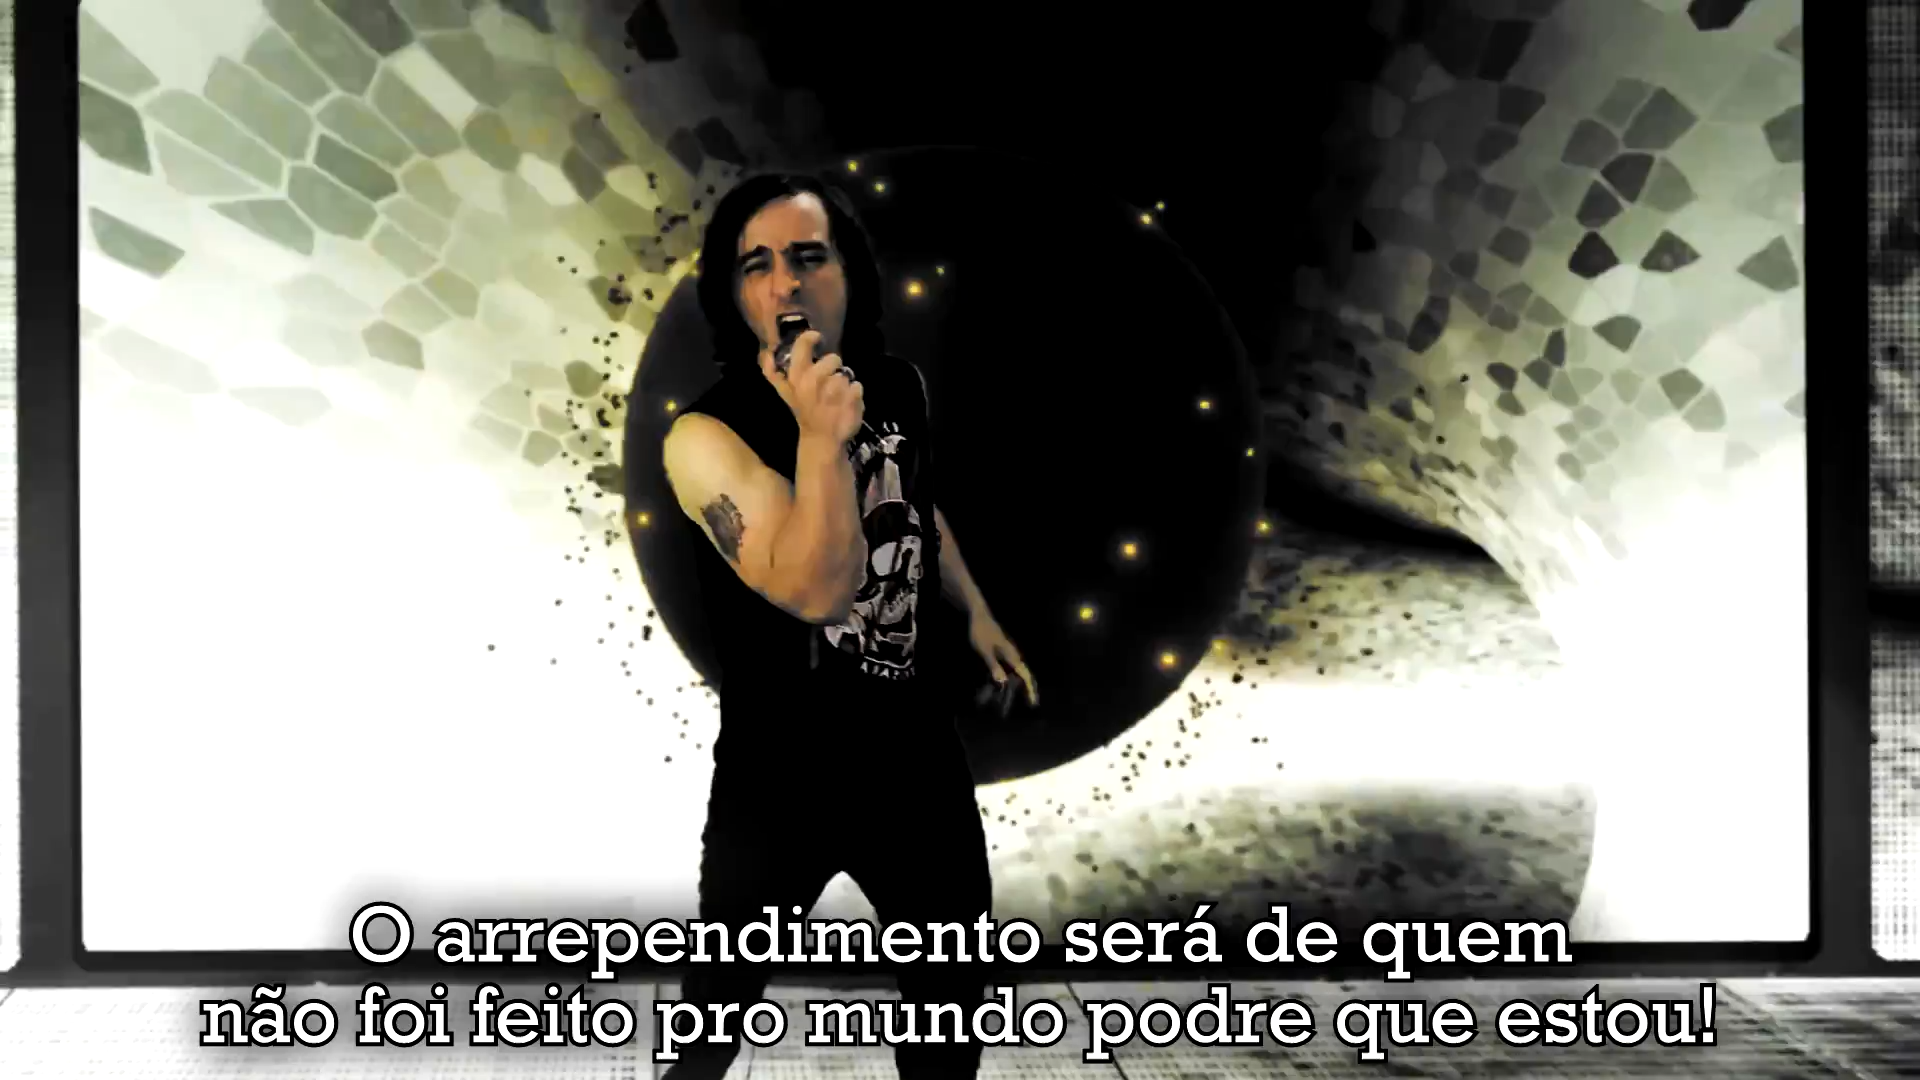 O arrependimento será de quem
não foi feito pro mundo podre que estou!